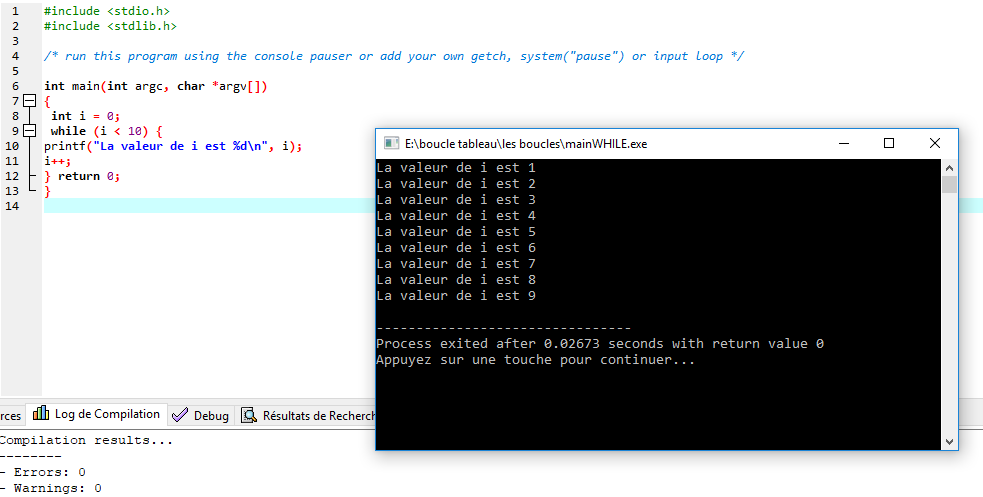 1 #include <stdio.h>
2 #include <stdlib.h>
3
4 /* run this program using the console pauser or add your own getch, system("pause") or input loop */
5
6 int main(int argc, char *argv[])
7 {
8 int i = 0;
9 while (i < 10) {
10 printf("La valeur de i est %d\n", i);
11 i++;
12 } return 0;
13 }
14
E:\boucle tableau\les boucles\mainWHILE.exe
La valeur de i est 1
La valeur de i est 2
La valeur de i est 3
La valeur de i est 4
La valeur de i est 5
La valeur de i est 6
La valeur de i est 7
La valeur de i est 8
La valeur de i est 9
--------------------------------
Process exited after 0.02673 seconds with return value 0
Appuyez sur une touche pour continuer...
rces Log de Compilation Debug Résultats de Recherch
Compilation results...
--------
- Errors: 0
- Warnings: 0